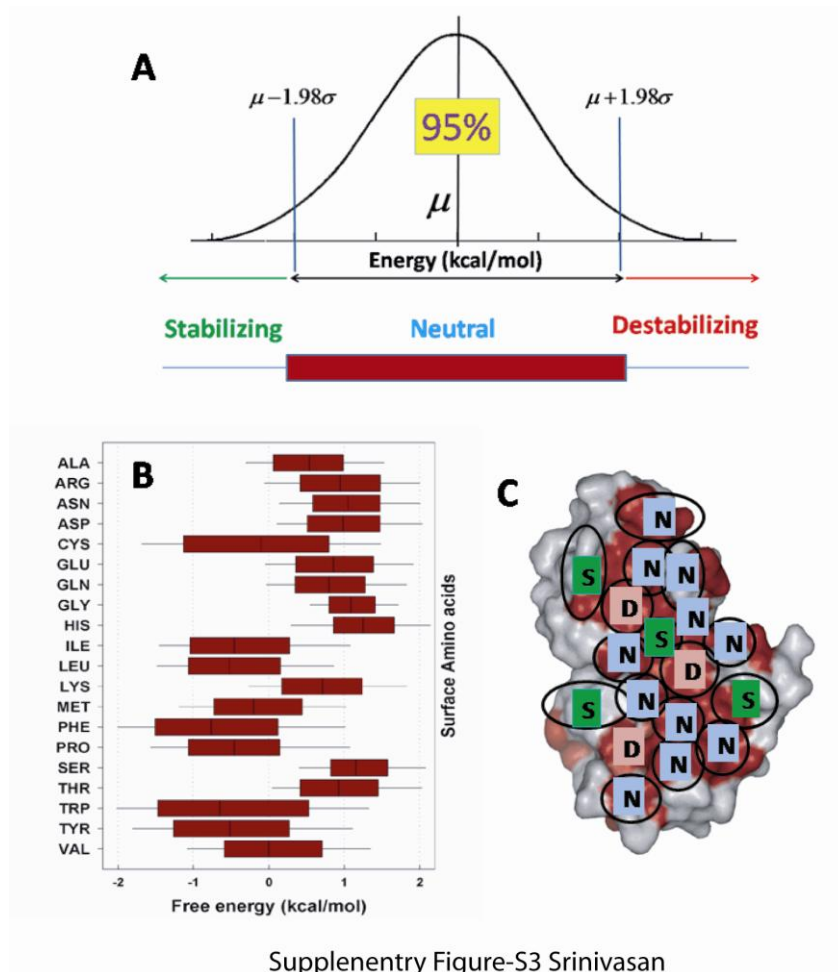 A
μ−1.98σ
μ+1.98σ
95%
μ
Energy (kcal/mol)
Stabilizing
Neutral
Destabilizing
B
ALA
ARG
ASN
ASP
CYS
GLU
GLN
GLY
HIS
ILE
LEU
LYS
MET
PHE
PRO
SER
THR
TRP
TYR
VAL
Surface Amino acids
-2 -1 0 1 2
Free energy (kcal/mol)
C
N
S N N
D N
S N
N D
S N S
N
D N
N
N
Supplenentry Figure-S3 Srinivasan